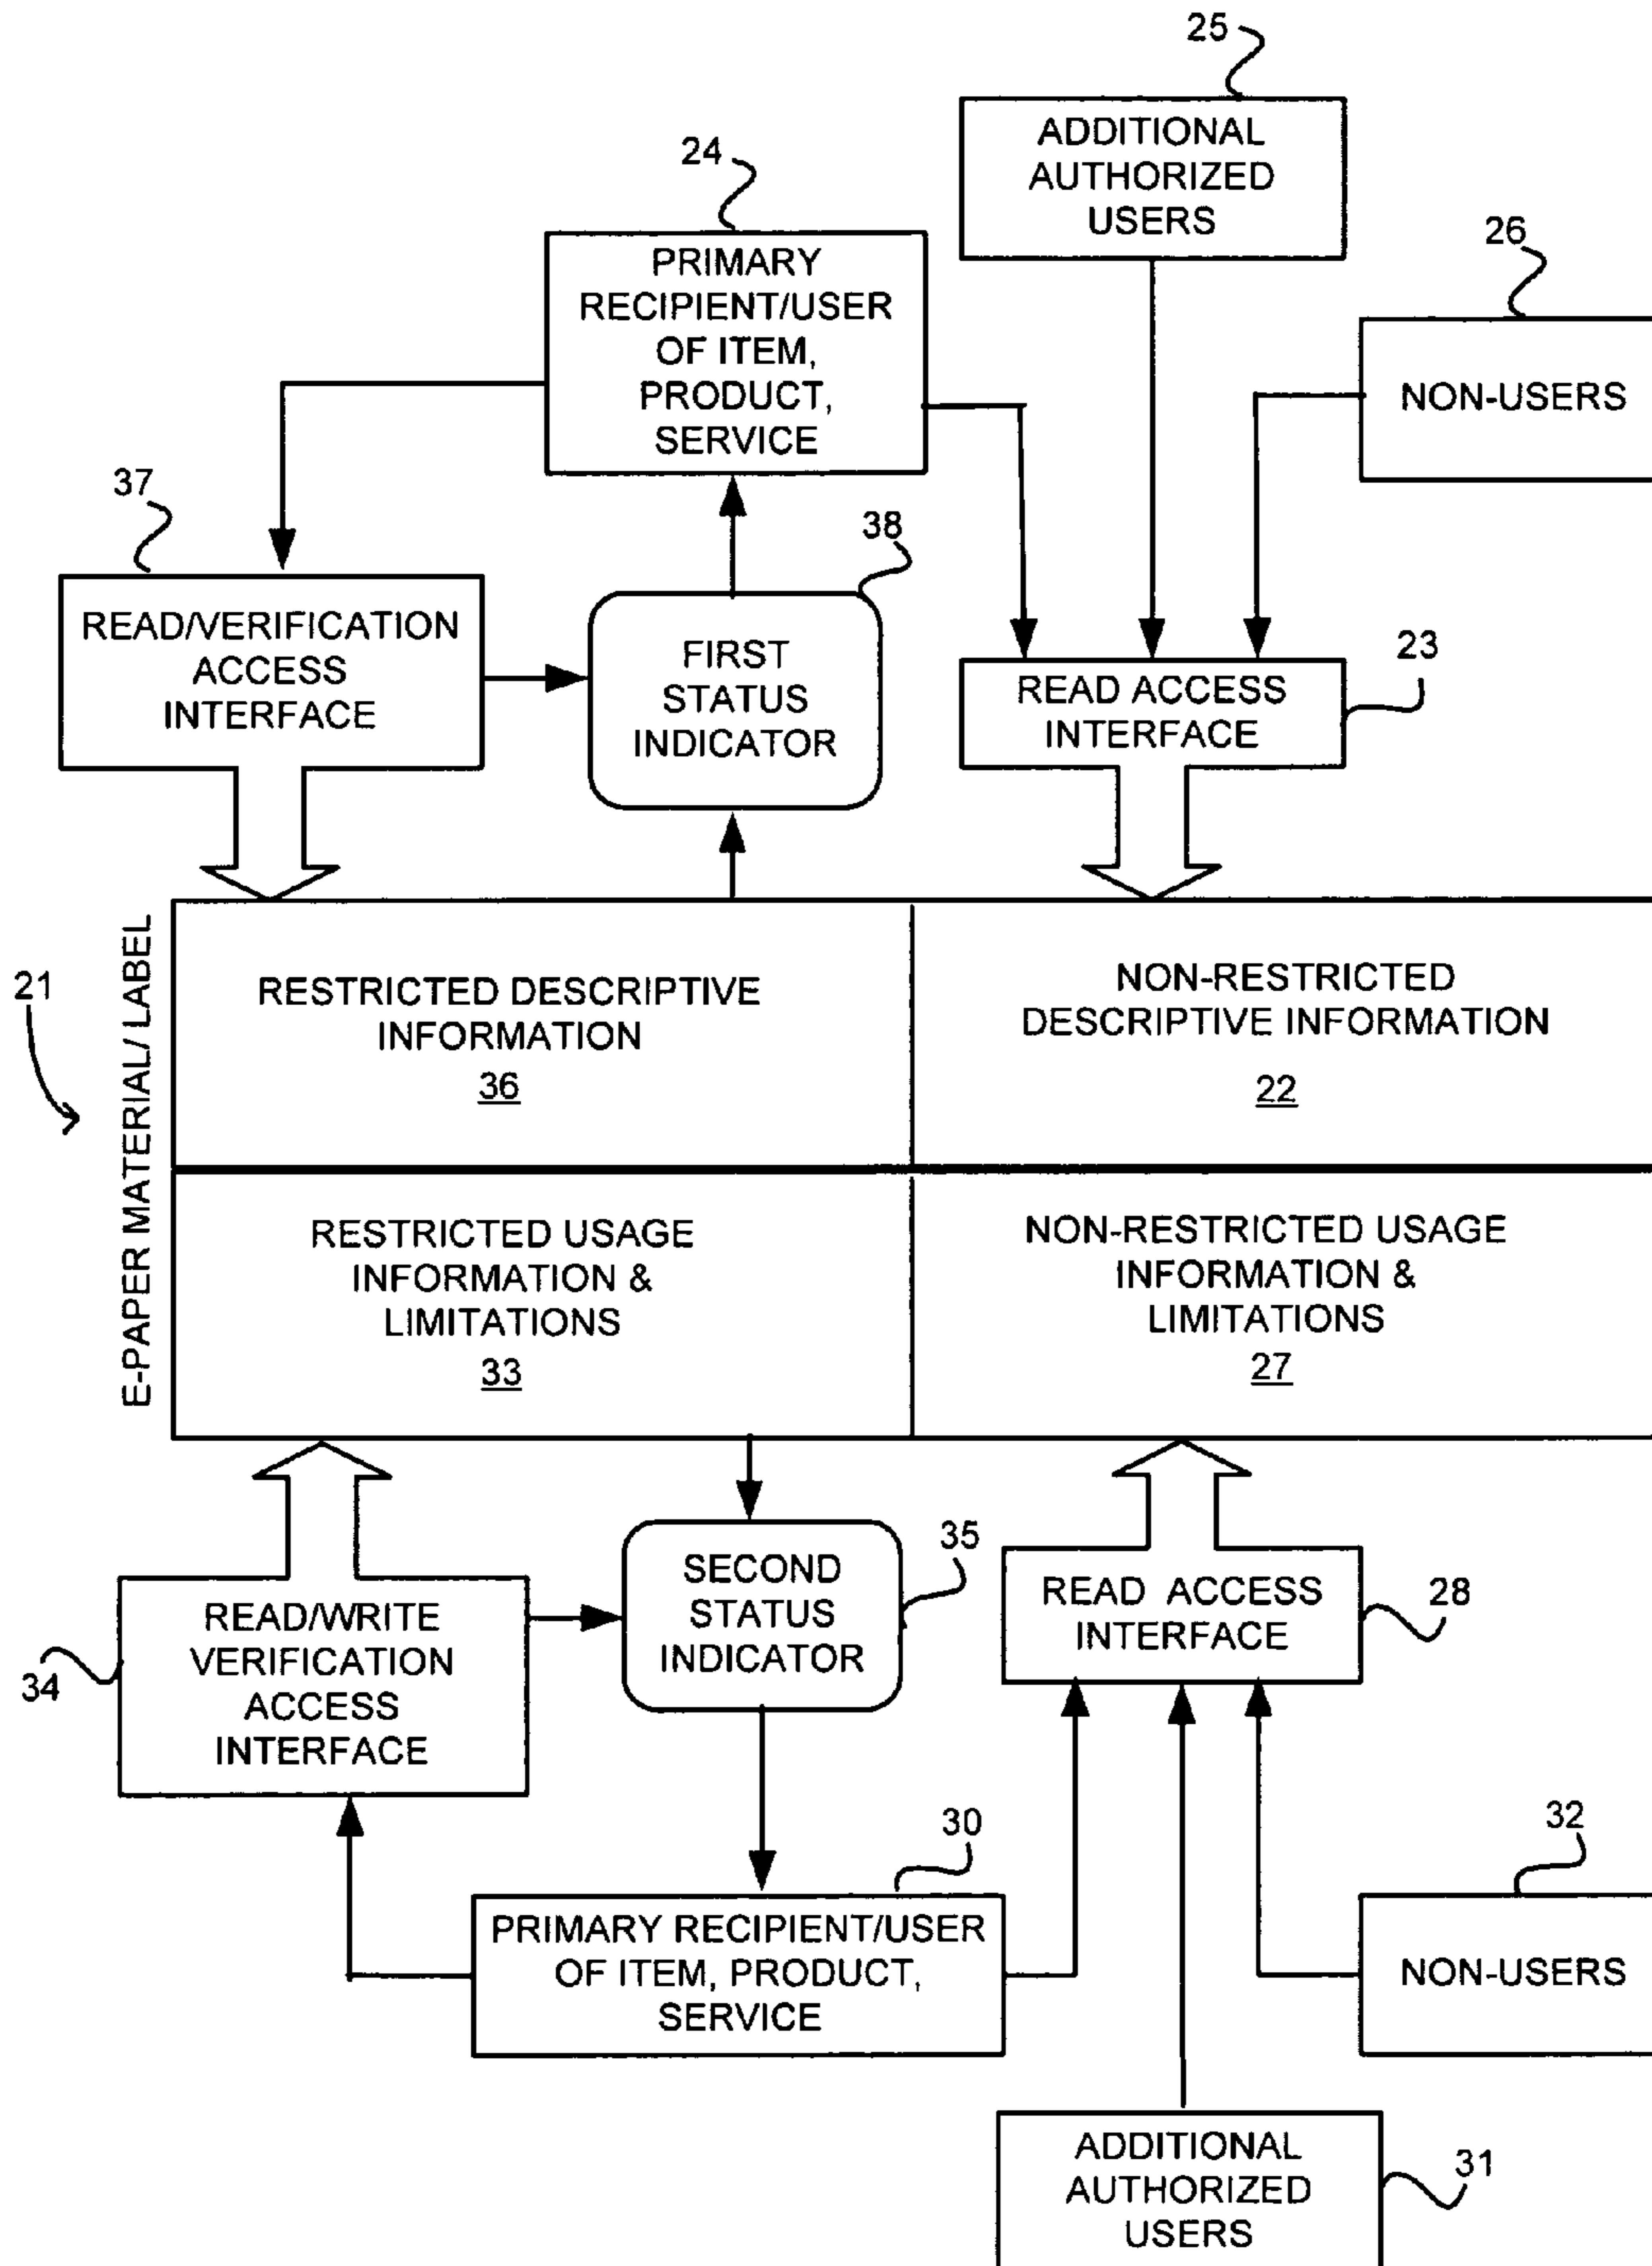 25
ADDITIONAL
AUTHORIZED
USERS
24
PRIMARY
RECIPIENT/USER
OF ITEM,
PRODUCT,
SERVICE
26
NON-USERS
37
READ/VERIFICATION
ACCESS
INTERFACE
38
FIRST
STATUS
INDICATOR
23
READ ACCESS
INTERFACE
21
E-PAPER MATERIAL/ LABEL
RESTRICTED DESCRIPTIVE
INFORMATION
36
NON-RESTRICTED
DESCRIPTIVE INFORMATION
22
RESTRICTED USAGE
INFORMATION &
LIMITATIONS
33
NON-RESTRICTED USAGE
INFORMATION &
LIMITATIONS
27
34
READ/WRITE
VERIFICATION
ACCESS
INTERFACE
35
SECOND
STATUS
INDICATOR
28
READ ACCESS
INTERFACE
30
PRIMARY RECIPIENT/USER
OF ITEM, PRODUCT,
SERVICE
32
NON-USERS
31
ADDITIONAL
AUTHORIZED
USERS